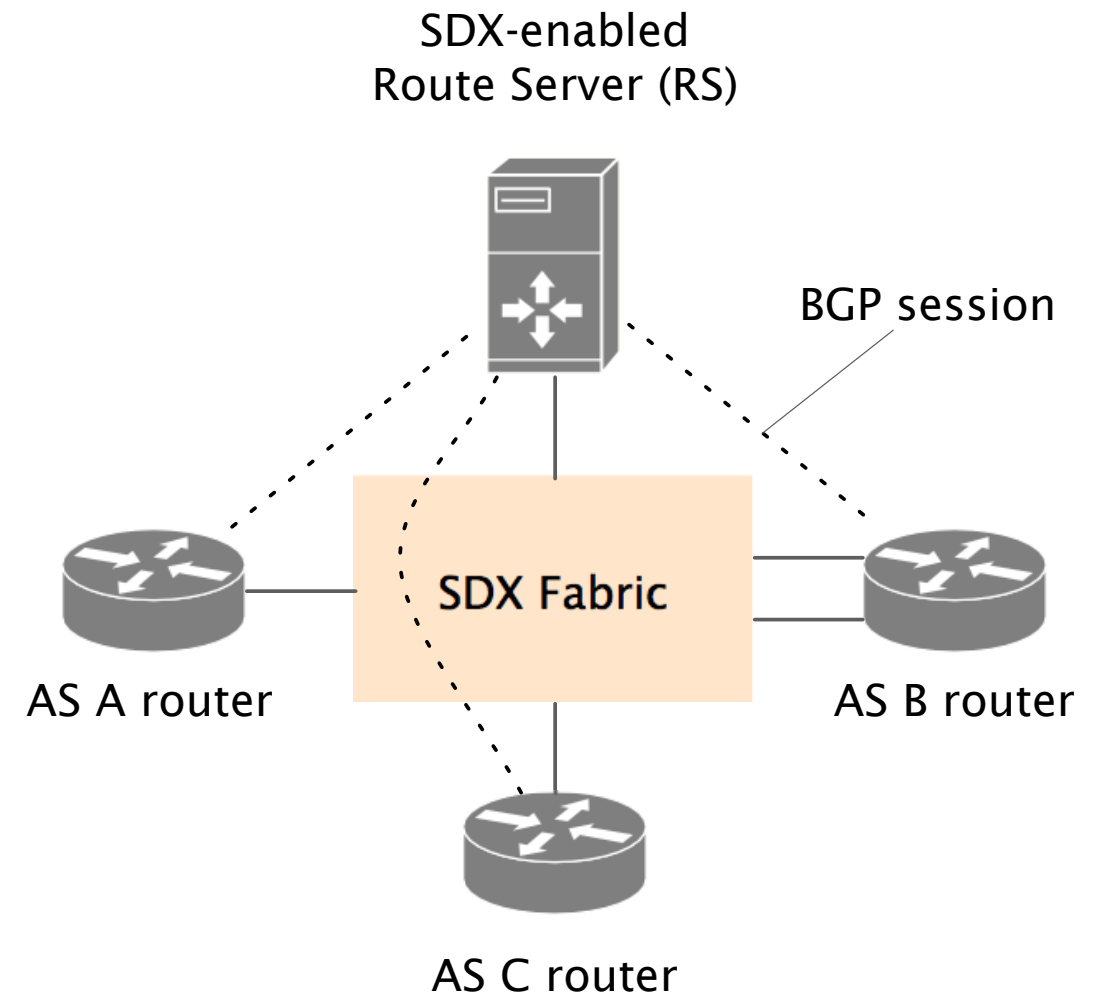 SDX-enabled
Route Server (RS)
BGP session
SDX Fabric
AS A router
AS B router
AS C router